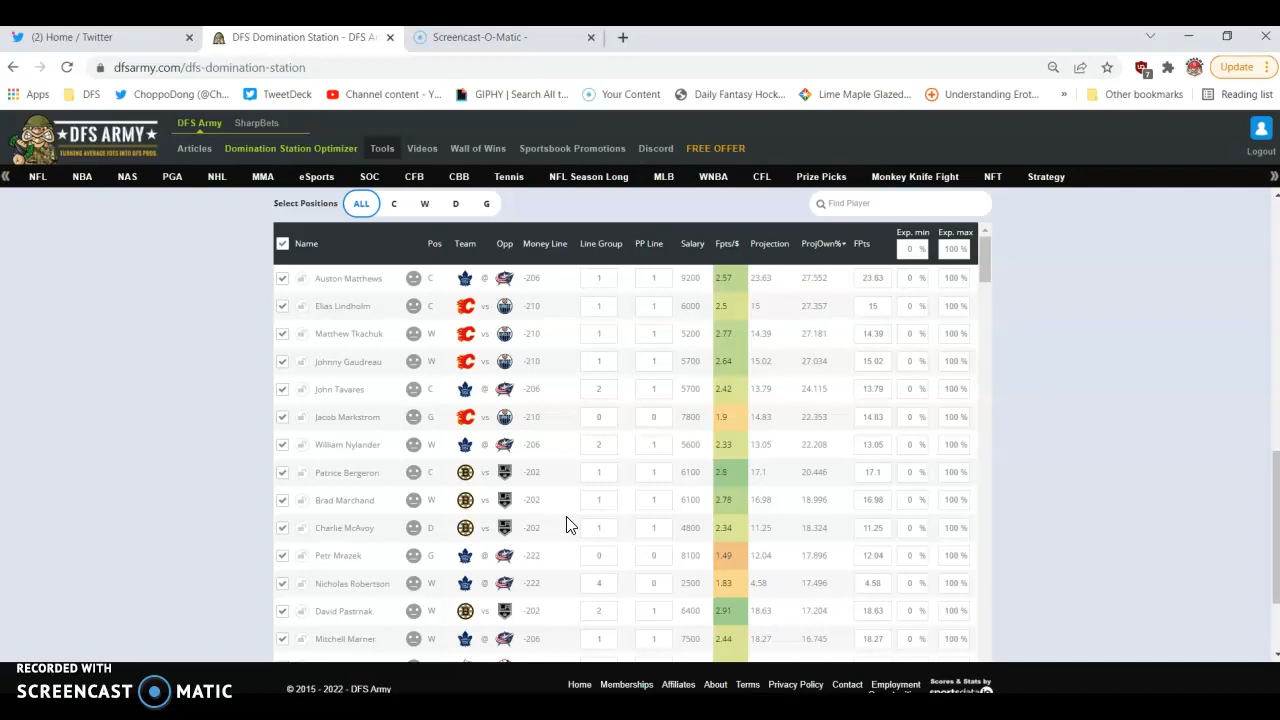 (2) Home / Twitter DFS Domination Station - DFS A Screencast-O-Matic -
dfsarmy.com/dfs-domination-station Update
Apps DFS ChoppoDong (@Ch... TweetDeck Channel content - Y... GIPHY | Search All t... Your Content Daily Fantasy Hock... Lime Maple Glazed... Understanding Erot... » Other bookmarks Reading list
DFS ARMY
TURNING AVERAGE JOES INTO DFS PROS.
DFS Army SharpBets
Articles Domination Station Optimizer Tools Videos Wall of Wins Sportsbook Promotions Discord FREE OFFER Logout
NFL NBA NAS PGA NHL MMA eSports SOC CFB CBB Tennis NFL Season Long MLB WNBA CFL Prize Picks Monkey Knife Fight NFT Strategy
Select Positions ALL C W D G Find Player
Name Pos Team Opp Money Line Line Group PP Line Salary Fpts/$ Projection ProjOwn% FPts Exp. min 0 % Exp. max 100 %
Auston Matthews C @ -206 1 1 9200 2.57 23.63 27.552 23.63 0 % 100 %
Elias Lindholm C vs -210 1 1 6000 2.5 15 27.357 15 0 % 100 %
Matthew Tkachuk W vs -210 1 1 5200 2.77 14.39 27.181 14.39 0 % 100 %
Johnny Gaudreau W vs -210 1 1 5700 2.64 15.02 27.034 15.02 0 % 100 %
John Tavares C @ -206 2 1 5700 2.42 13.79 24.115 13.79 0 % 100 %
Jacob Markstrom G vs -210 0 0 7800 1.9 14.83 22.353 14.83 0 % 100 %
William Nylander W @ -206 2 1 5600 2.33 13.05 22.208 13.05 0 % 100 %
Patrice Bergeron C vs -202 1 1 6100 2.8 17.1 20.446 17.1 0 % 100 %
Brad Marchand W vs -202 1 1 6100 2.78 16.98 18.996 16.98 0 % 100 %
Charlie McAvoy D vs -202 1 1 4800 2.34 11.25 18.324 11.25 0 % 100 %
Petr Mrazek G @ -222 0 0 8100 1.49 12.04 17.896 12.04 0 % 100 %
Nicholas Robertson W @ -222 4 0 2500 1.83 4.58 17.496 4.58 0 % 100 %
David Pastrnak W vs -202 2 1 6400 2.91 18.63 17.204 18.63 0 % 100 %
Mitchell Marner W @ -206 1 1 7500 2.44 18.27 16.745 18.27 0 % 100 %
RECORDED WITH
SCREENCAST MATIC
© 2015 - 2022 - DFS Army Home Memberships Affiliates About Terms Privacy Policy Contact Employment Scores & Stats by